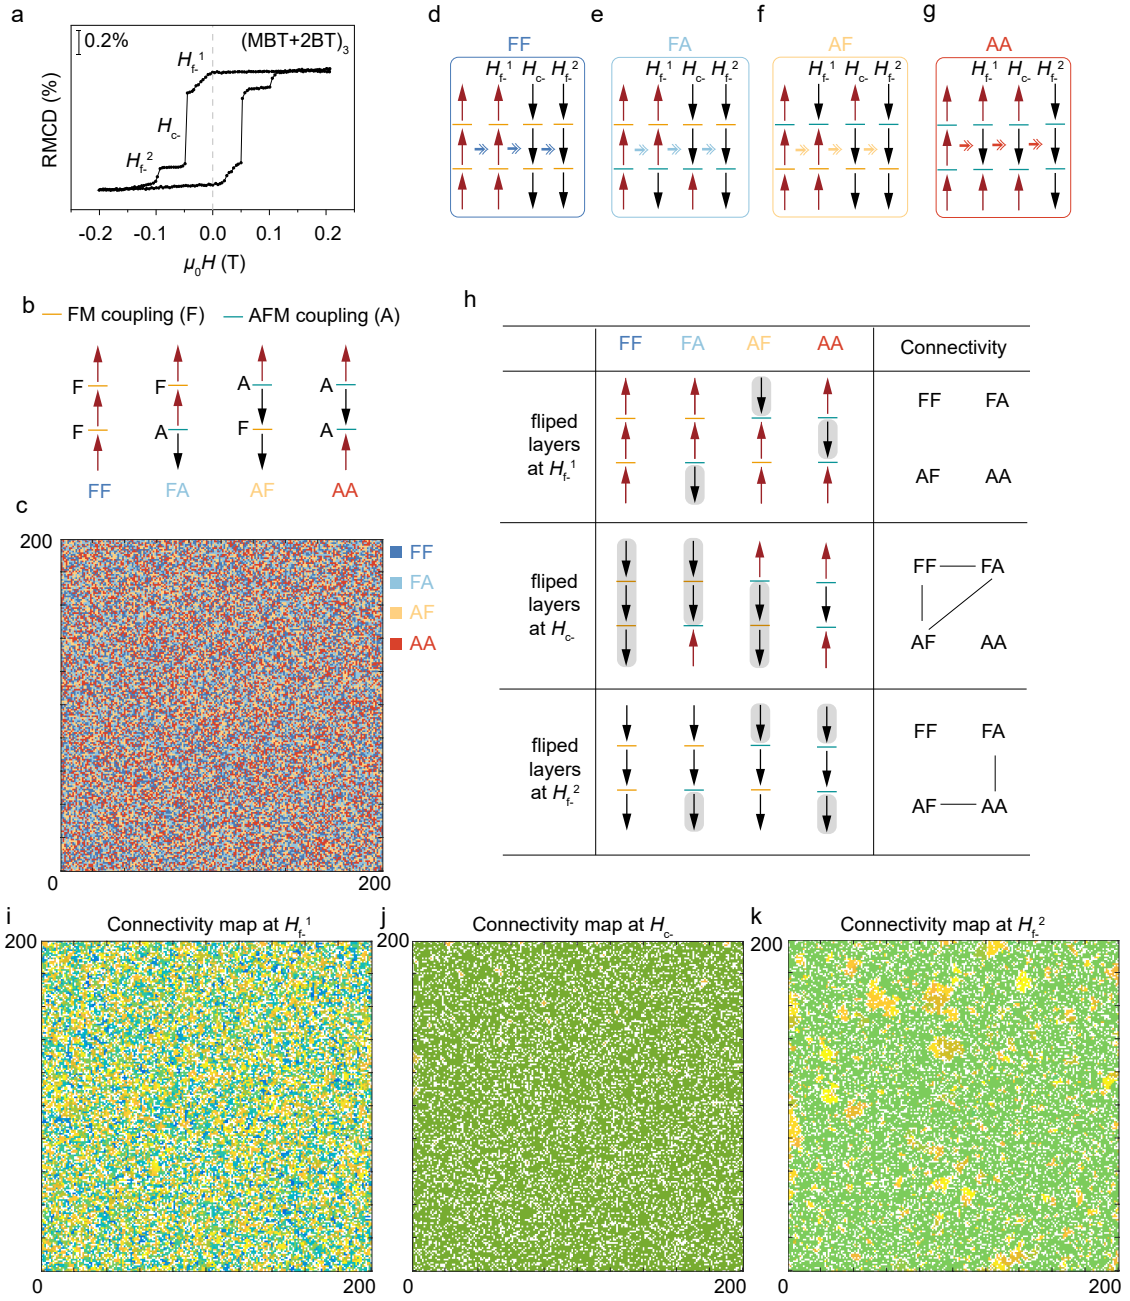 a
0.2%
(MBT+2BT)3
Hf-1
Hc-
Hf-2
RMCD (%)
-0.2 -0.1 0.0 0.1 0.2
μ0H (T)
d
FF
Hf-1 Hc- Hf-2
e
FA
Hf-1 Hc- Hf-2
f
AF
Hf-1 Hc- Hf-2
g
AA
Hf-1 Hc- Hf-2
b
FM coupling (F) AFM coupling (A)
F F A A
F A F A
FF FA AF AA
c
200
FF
FA
AF
AA
0 200
h
FF FA AF AA Connectivity
fliped
layers
at Hf-1
FF FA
AF AA
fliped
layers
at Hc-
FF FA
AF AA
fliped
layers
at Hf-2
FF FA
AF AA
i
Connectivity map at Hf-1
200
0 200
j
Connectivity map at Hc-
200
0 200
k
Connectivity map at Hf-2
200
0 200